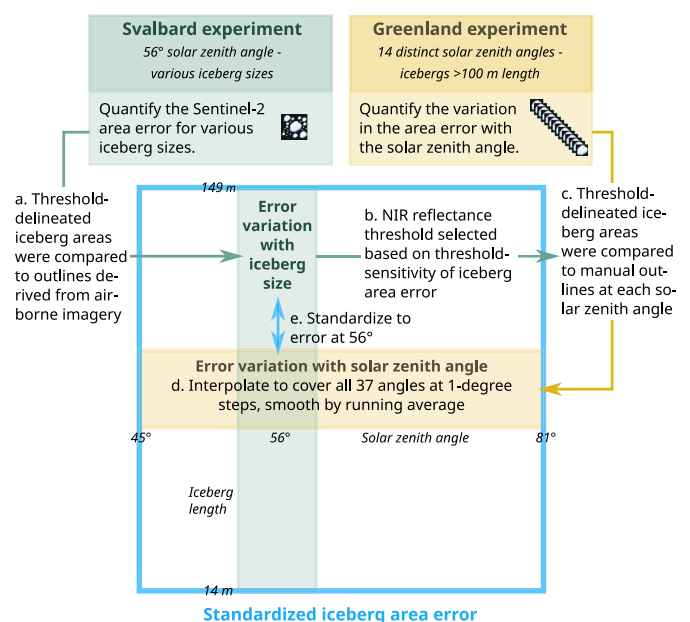 Svalbard experiment
56° solar zenith angle -
various iceberg sizes
Quantify the Sentinel-2
area error for various
iceberg sizes.
Greenland experiment
14 distinct solar zenith angles -
icebergs >100 m length
Quantify the variation
in the area error with
the solar zenith angle.
a. Threshold-
delineated
iceberg areas
were compared
to outlines de-
rived from air-
borne imagery
149 m
Error
variation
with
iceberg
size
b. NIR reflectance
threshold selected
based on threshold-
sensitivity of iceberg
area error
c. Threshold-
delineated ice-
berg areas
were compared
to manual out-
lines at each so-
lar zenith angle
e. Standardize to
error at 56°
Error variation with solar zenith angle
d. Interpolate to cover all 37 angles at 1-degree
steps, smooth by running average
45°
56°
Solar zenith angle
81°
Iceberg
length
14 m
Standardized iceberg area error